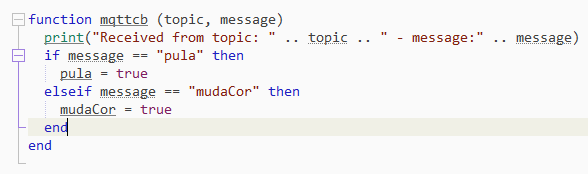 function mqttcb (topic, message)
  print("Received from topic: " .. topic .. " - message:" .. message)
  if message == "pula" then
    pula = true
  elseif message == "mudaCor" then
    mudaCor = true
  end
end